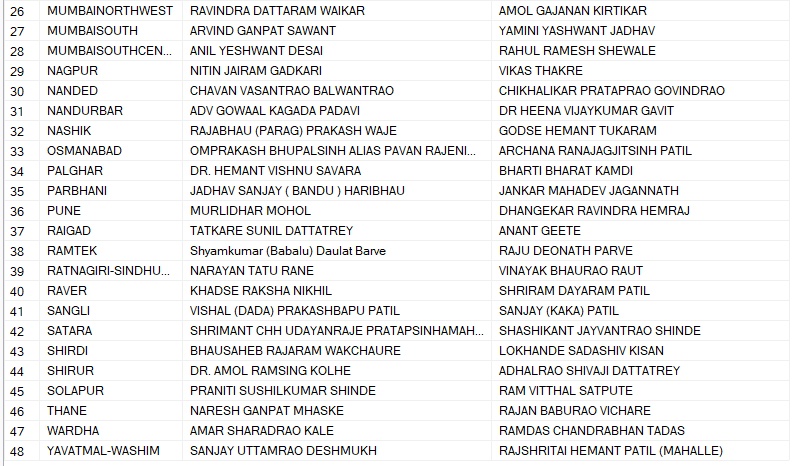 26 MUMBAINORTHWEST RAVINDRA DATTARAM WAIKAR AMOL GAJANAN KIRTIKAR
27 MUMBAISOUTH ARVIND GANPAT SAWANT YAMINI YASHWANT JADHAV
28 MUMBAISOUTHCEN... ANIL YESHWANT DESAI RAHUL RAMESH SHEWALE
29 NAGPUR NITIN JAIRAM GADKARI VIKAS THAKRE
30 NANDED CHAVAN VASANTRAO BALWANTRAO CHIKHALIKAR PRATAPRAO GOVINDRAO
31 NANDURBAR ADV GOWAAL KAGADA PADAVI DR HEENA VIJAYKUMAR GAVIT
32 NASHIK RAJABHAU (PARAG) PRAKASH WAJE GODSE HEMANT TUKARAM
33 OSMANABAD OMPRAKASH BHUPALSINH ALIAS PAVAN RAJENI... ARCHANA RANAJAGJITSINH PATIL
34 PALGHAR DR. HEMANT VISHNU SAVARA BHARTI BHARAT KAMDI
35 PARBHANI JADHAV SANJAY ( BANDU ) HARIBHAU JANKAR MAHADEV JAGANNATH
36 PUNE MURLIDHAR MOHOL DHANGEKAR RAVINDRA HEMRAJ
37 RAIGAD TATKARE SUNIL DATTATREY ANANT GEETE
38 RAMTEK Shyamkumar (Babalu) Daulat Barve RAJU DEONATH PARVE
39 RATNAGIRI-SINDHU... NARAYAN TATU RANE VINAYAK BHAURAO RAUT
40 RAVER KHADSE RAKSHA NIKHIL SHRIRAM DAYARAM PATIL
41 SANGLI VISHAL (DADA) PRAKASHBAPU PATIL SANJAY (KAKA) PATIL
42 SATARA SHRIMANT CHH UDAYANRAJE PRATAPSINHAMAH... SHASHIKANT JAYVANTRAO SHINDE
43 SHIRDI BHAUSAHEB RAJARAM WAKCHAURE LOKHANDE SADASHIV KISAN
44 SHIRUR DR. AMOL RAMSING KOLHE ADHALRAO SHIVAJI DATTATREY
45 SOLAPUR PRANITI SUSHILKUMAR SHINDE RAM VITTHAL SATPUTE
46 THANE NARESH GANPAT MHASKE RAJAN BABURAO VICHARE
47 WARDHA AMAR SHARADRAO KALE RAMDAS CHANDRABHAN TADAS
48 YAVATMAL-WASHIM SANJAY UTTAMRAO DESHMUKH RAJSHRITAI HEMANT PATIL (MAHALLE)